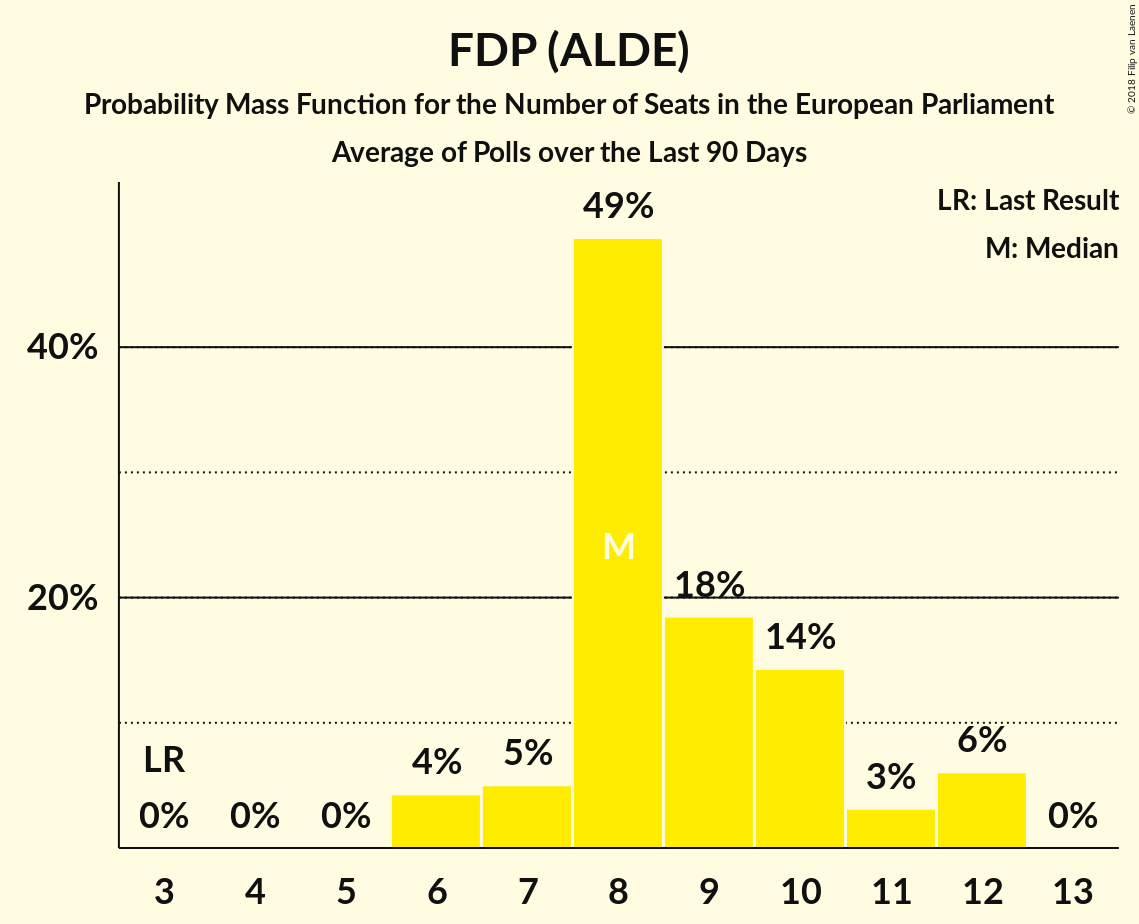 FDP (ALDE)
Probability Mass Function for the Number of Seats in the European Parliament
Average of Polls over the Last 90 Days
© 2018 Filip van Laenen
LR: Last Result
M: Median
49%
40%
M
18%
20%
14%
LR
4%
5%
3%
6%
0%
0%
0%
0%
3 4 5 6 7 8 9 10 11 12 13